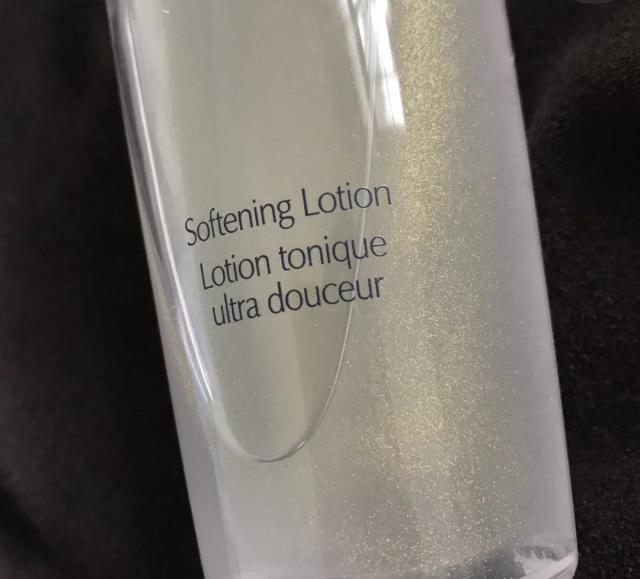 Softening Lotion
Lotion tonique
ultra douceur